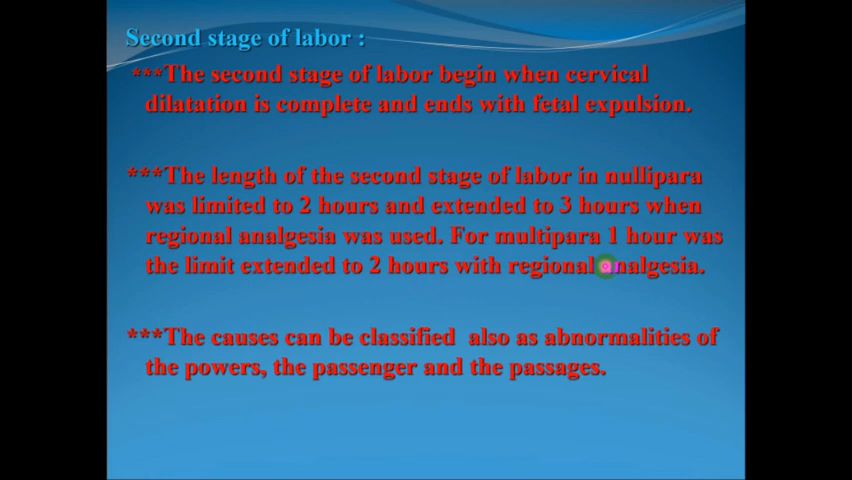 Second stage of labor :
***The second stage of labor begin when cervical
dilatation is complete and ends with fetal expulsion.
***The length of the second stage of labor in nullipara
was limited to 2 hours and extended to 3 hours when
regional analgesia was used. For multipara 1 hour was
the limit extended to 2 hours with regional analgesia.
***The causes can be classified also as abnormalities of
the powers, the passenger and the passages.